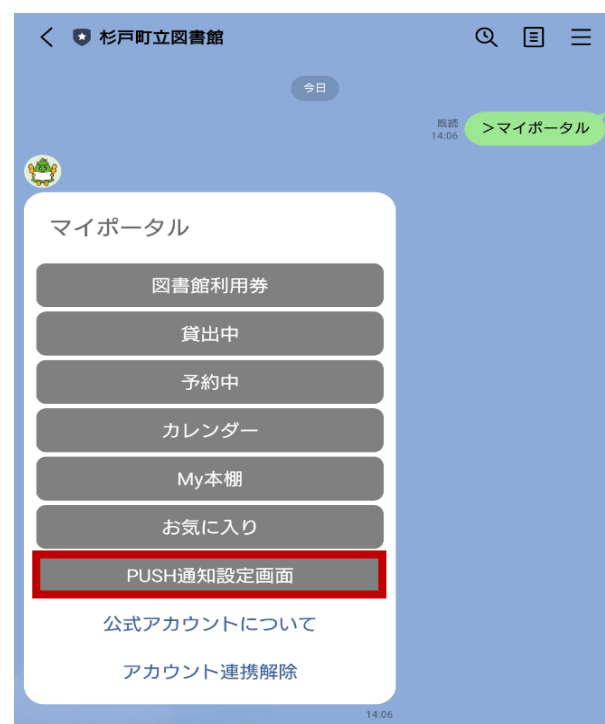 杉戸町立図書館
今日
既読
14:06
>マイポータル
マイポータル
図書館利用券
貸出中
予約中
カレンダー
My本棚
お気に入り
PUSH通知設定画面
公式アカウントについて
アカウント連携解除
14:06